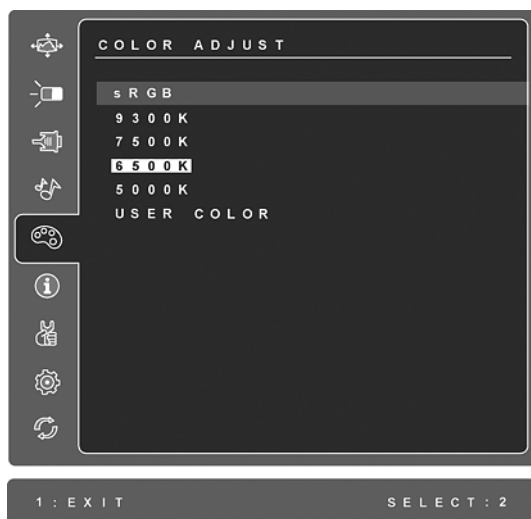 COLOR ADJUST
sRGB
9300K
7500K
6500K
5000K
USER COLOR
1:EXIT
SELECT:2